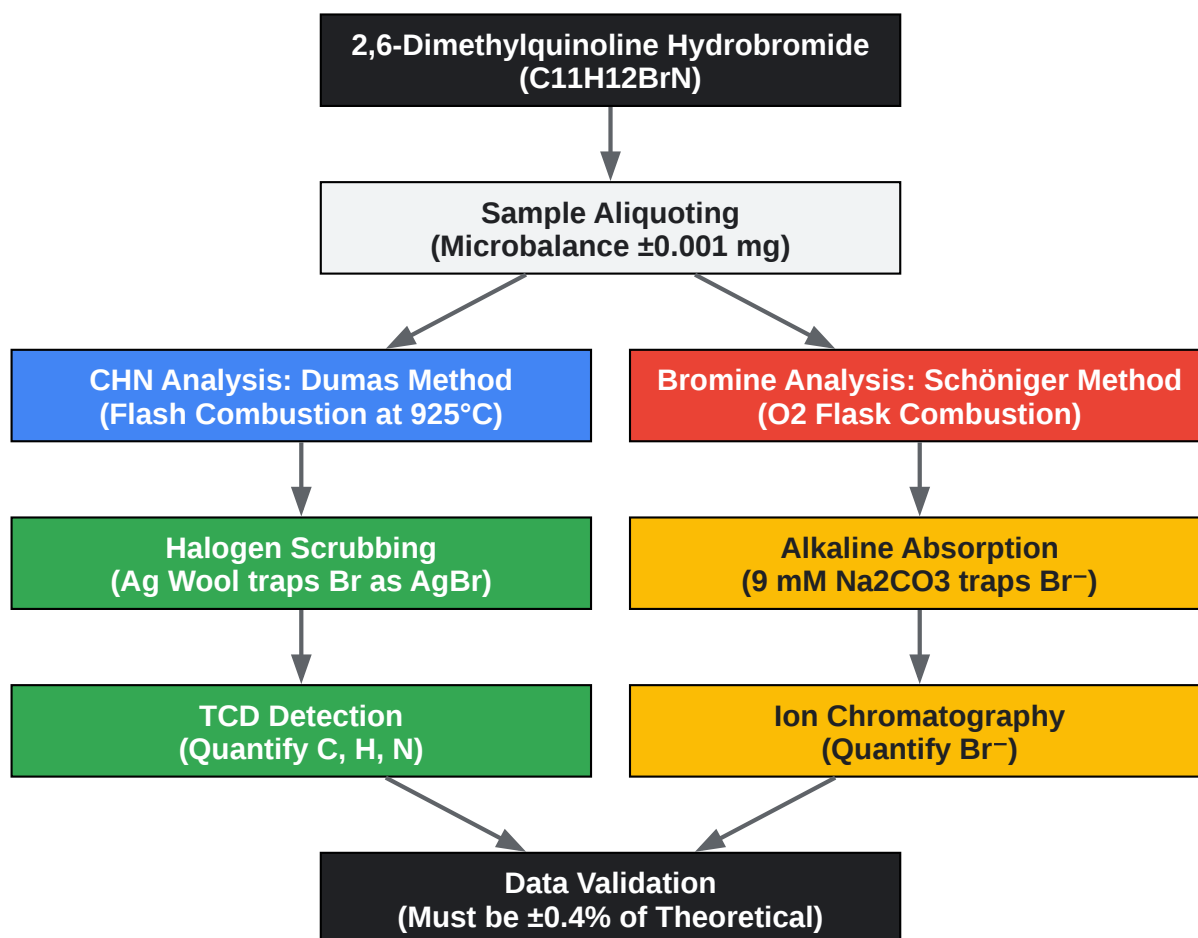 2,6-Dimethylquinoline Hydrobromide
(C11H12BrN)
Sample Aliquoting
(Microbalance ±0.001 mg)
CHN Analysis: Dumas Method
(Flash Combustion at 925°C)
Bromine Analysis: Schöniger Method
(O2 Flask Combustion)
Halogen Scrubbing
(Ag Wool traps Br as AgBr)
Alkaline Absorption
(9 mM Na2CO3 traps Br⁻)
TCD Detection
(Quantify C, H, N)
Ion Chromatography
(Quantify Br⁻)
Data Validation
(Must be ±0.4% of Theoretical)